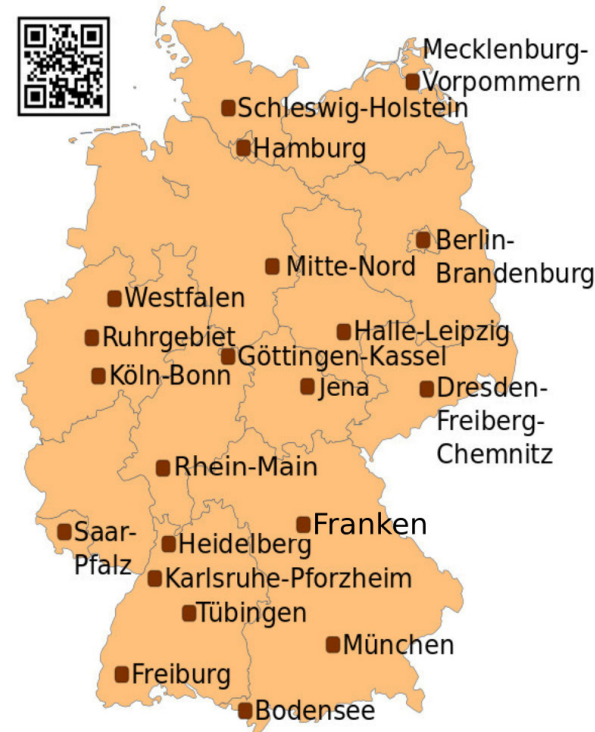 Mecklenburg-
Vorpommern
Schleswig-Holstein
Hamburg
Berlin-
Brandenburg
Mitte-Nord
Westfalen
Halle-Leipzig
Ruhrgebiet
Göttingen-Kassel
Köln-Bonn
Jena
Dresden-
Freiberg-
Chemnitz
Rhein-Main
Franken
Saar-
Pfalz
Heidelberg
Karlsruhe-Pforzheim
Tübingen
München
Freiburg
Bodensee